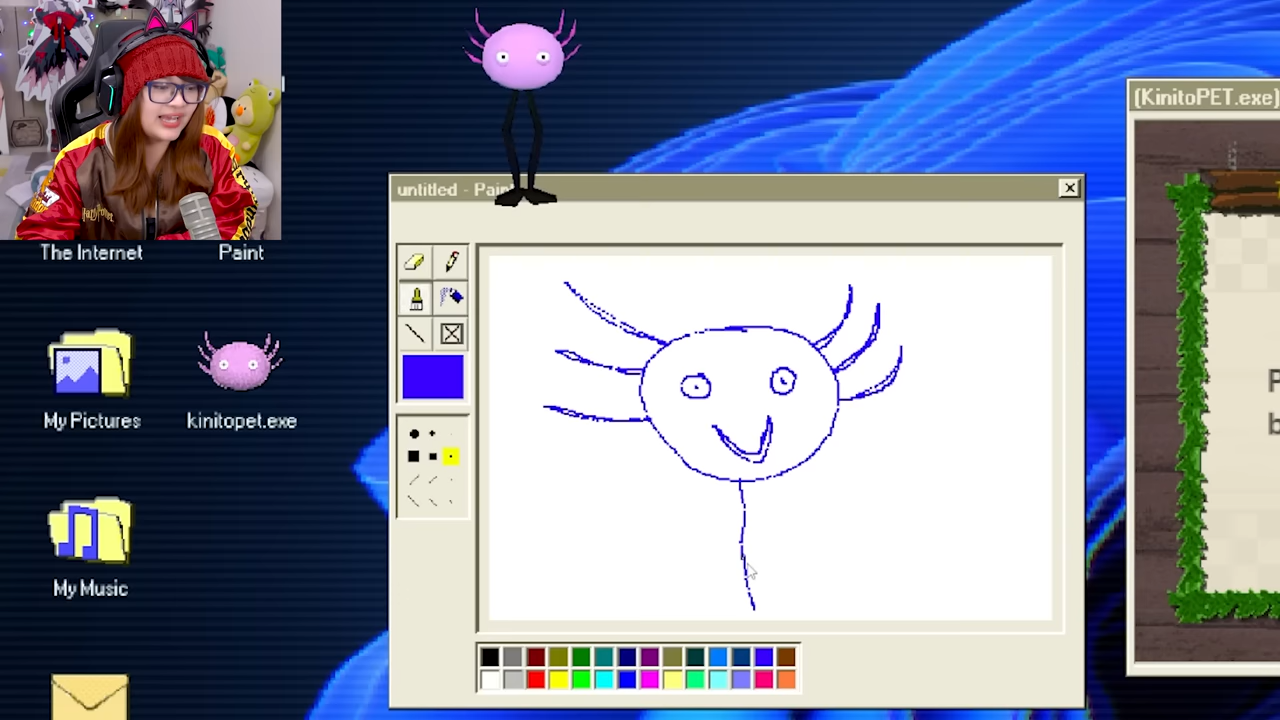 [KinitoPET.exe]
untitled - Pain
The Internet
Paint
My Pictures
kinitopet.exe
My Music
P
b